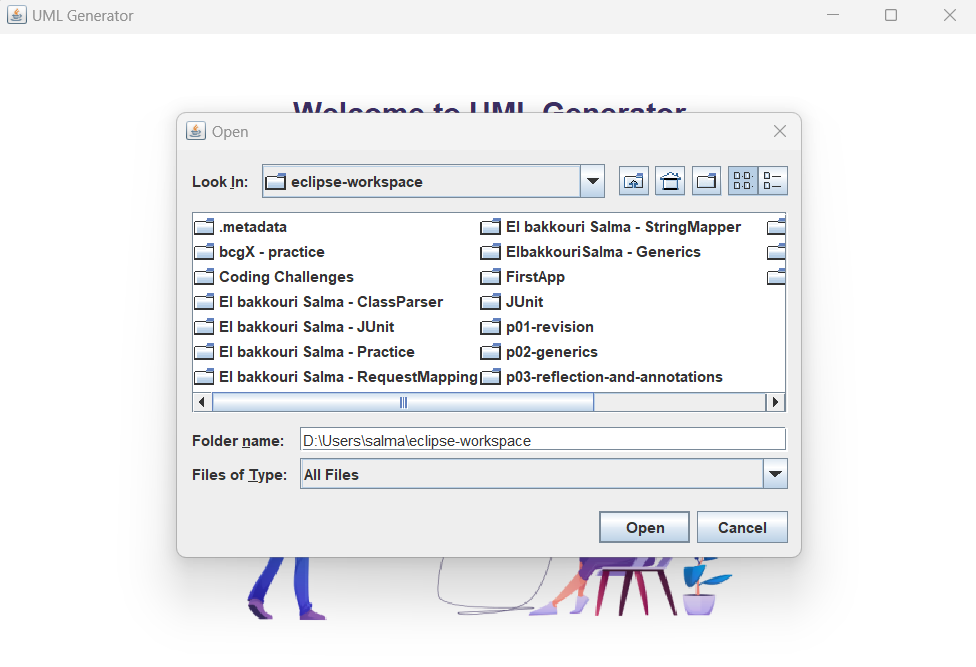 UML Generator
Welcome to UML Generator
Open
Look In:
eclipse-workspace
.metadata
bcgX - practice
Coding Challenges
El bakkouri Salma - ClassParser
El bakkouri Salma - JUnit
El bakkouri Salma - Practice
El bakkouri Salma - RequestMapping
El bakkouri Salma - StringMapper
ElbakkouriSalma - Generics
FirstApp
JUnit
p01-revision
p02-generics
p03-reflection-and-annotations
Folder name: D:\Users\salma\eclipse-workspace
Files of Type: All Files
Open Cancel